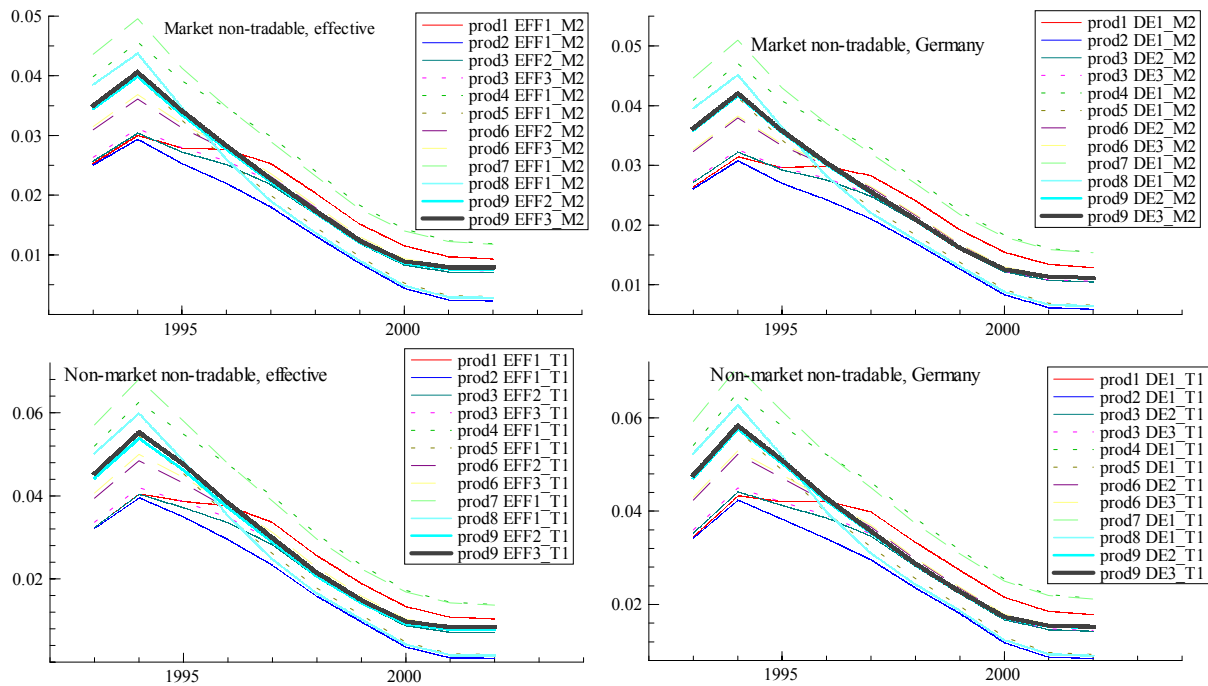 0.05
0.04
0.03
0.02
0.01
1995
2000
Market non-tradable, effective
prod1 EFF1_M2
prod2 EFF1_M2
prod3 EFF2_M2
prod3 EFF3_M2
prod4 EFF1_M2
prod5 EFF1_M2
prod6 EFF2_M2
prod6 EFF3_M2
prod7 EFF1_M2
prod8 EFF1_M2
prod9 EFF2_M2
prod9 EFF3_M2
0.05
0.04
0.03
0.02
0.01
1995
2000
Market non-tradable, Germany
prod1 DE1_M2
prod2 DE1_M2
prod3 DE2_M2
prod3 DE3_M2
prod4 DE1_M2
prod5 DE1_M2
prod6 DE2_M2
prod6 DE3_M2
prod7 DE1_M2
prod8 DE1_M2
prod9 DE2_M2
prod9 DE3_M2
0.06
0.04
0.02
1995
2000
Non-market non-tradable, effective
prod1 EFF1_T1
prod2 EFF1_T1
prod3 EFF2_T1
prod3 EFF3_T1
prod4 EFF1_T1
prod5 EFF1_T1
prod6 EFF2_T1
prod6 EFF3_T1
prod7 EFF1_T1
prod8 EFF1_T1
prod9 EFF2_T1
prod9 EFF3_T1
0.06
0.04
0.02
1995
2000
Non-market non-tradable, Germany
prod1 DE1_T1
prod2 DE1_T1
prod3 DE2_T1
prod3 DE3_T1
prod4 DE1_T1
prod5 DE1_T1
prod6 DE2_T1
prod6 DE3_T1
prod7 DE1_T1
prod8 DE1_T1
prod9 DE2_T1
prod9 DE3_T1